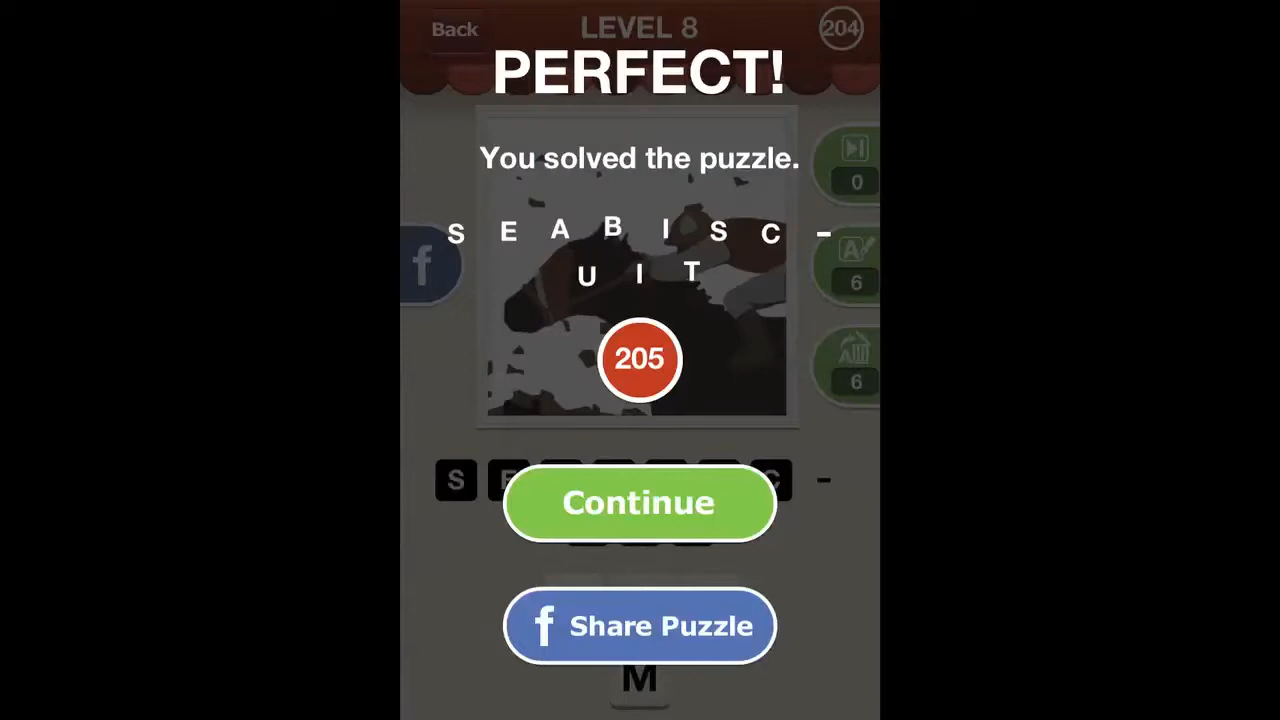 Back LEVEL 8 204
PERFECT!
You solved the puzzle.
S E A B I S C -
U I T
0
A
6
205
A
6
S E C -
Continue
f Share Puzzle
M